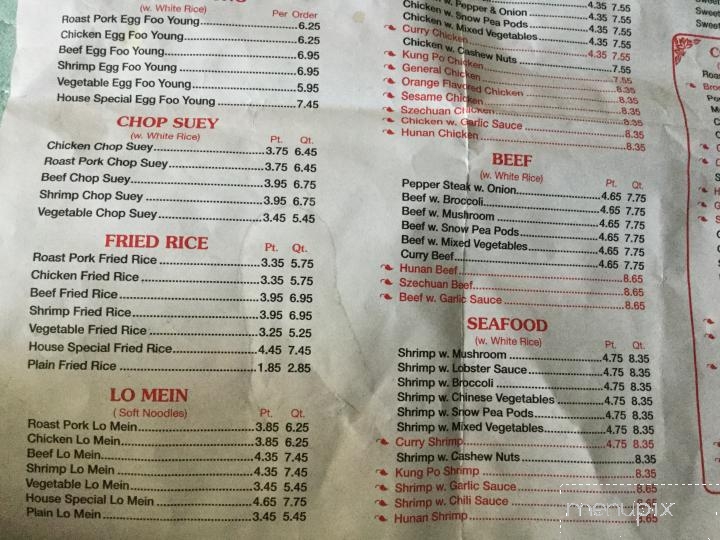 (w. White Rice)
Per Order
Roast Pork Egg Foo Young 6.25
Chicken Egg Foo Young 6.25
Beef Egg Foo Young 6.95
Shrimp Egg Foo Young 6.95
Vegetable Egg Foo Young 5.95
House Special Egg Foo Young 7.45
CHOP SUEY
(w. White Rice) Pt. Qt.
Chicken Chop Suey 3.75 6.45
Roast Pork Chop Suey 3.75 6.45
Beef Chop Suey 3.95 6.75
Shrimp Chop Suey 3.95 6.75
Vegetable Chop Suey 3.45 5.45
FRIED RICE Pt. Qt.
Roast Pork Fried Rice 3.35 5.75
Chicken Fried Rice 3.35 5.75
Beef Fried Rice 3.95 6.95
Shrimp Fried Rice 3.95 6.95
Vegetable Fried Rice 3.25 5.25
House Special Fried Rice 4.45 7.45
Plain Fried Rice 1.85 2.85
LO MEIN
(Soft Noodles) Pt. Qt.
Roast Pork Lo Mein 3.85 6.25
Chicken Lo Mein 3.85 6.25
Beef Lo Mein 4.35 7.45
Shrimp Lo Mein 4.35 7.45
Vegetable Lo Mein 3.45 5.45
House Special Lo Mein 4.65 7.75
Plain Lo Mein 3.45 5.45
4.35 7.55
Chicken w. Pepper & Onion 4.35 7.55
Chicken w. Snow Pea Pods 4.35 7.55
Chicken w. Mixed Vegetables 4.35 7.55
Curry Chicken 4.35 7.55
Chicken w. Cashew Nuts 7.55
Kung Po Chicken 7.55
General Chicken 8.35
Orange Flavored Chicken 8.35
Sesame Chicken 8.35
Szechuan Chicken 8.35
Chicken w. Garlic Sauce 8.35
Hunan Chicken 8.35
BEEF
(w. White Rice) Pt. Qt.
Pepper Steak w. Onion 4.65 7.75
Beef w. Broccoli 4.65 7.75
Beef w. Mushroom 4.65 7.75
Beef w. Snow Pea Pods 4.65 7.75
Beef w. Mixed Vegetables 4.65 7.75
Curry Beef 4.65 7.75
Hunan Beef 8.65
Szechuan Beef 8.65
Beef w. Garlic Sauce 8.65
SEAFOOD
(w. White Rice) Pt. Qt.
Shrimp w. Mushroom 4.75 8.35
Shrimp w. Lobster Sauce 4.75 8.35
Shrimp w. Broccoli 4.75 8.35
Shrimp w. Chinese Vegetables 4.75 8.35
Shrimp w. Snow Pea Pods 4.75 8.35
Shrimp w. Mixed Vegetables 4.75 8.35
Curry Shrimp 4.75 8.35
Shrimp w. Cashew Nuts 8.35
Kung Po Shrimp 8.35
Shrimp w. Garlic Sauce 8.65
Shrimp w. Chili Sauce
Hunan Shrimp
menupix